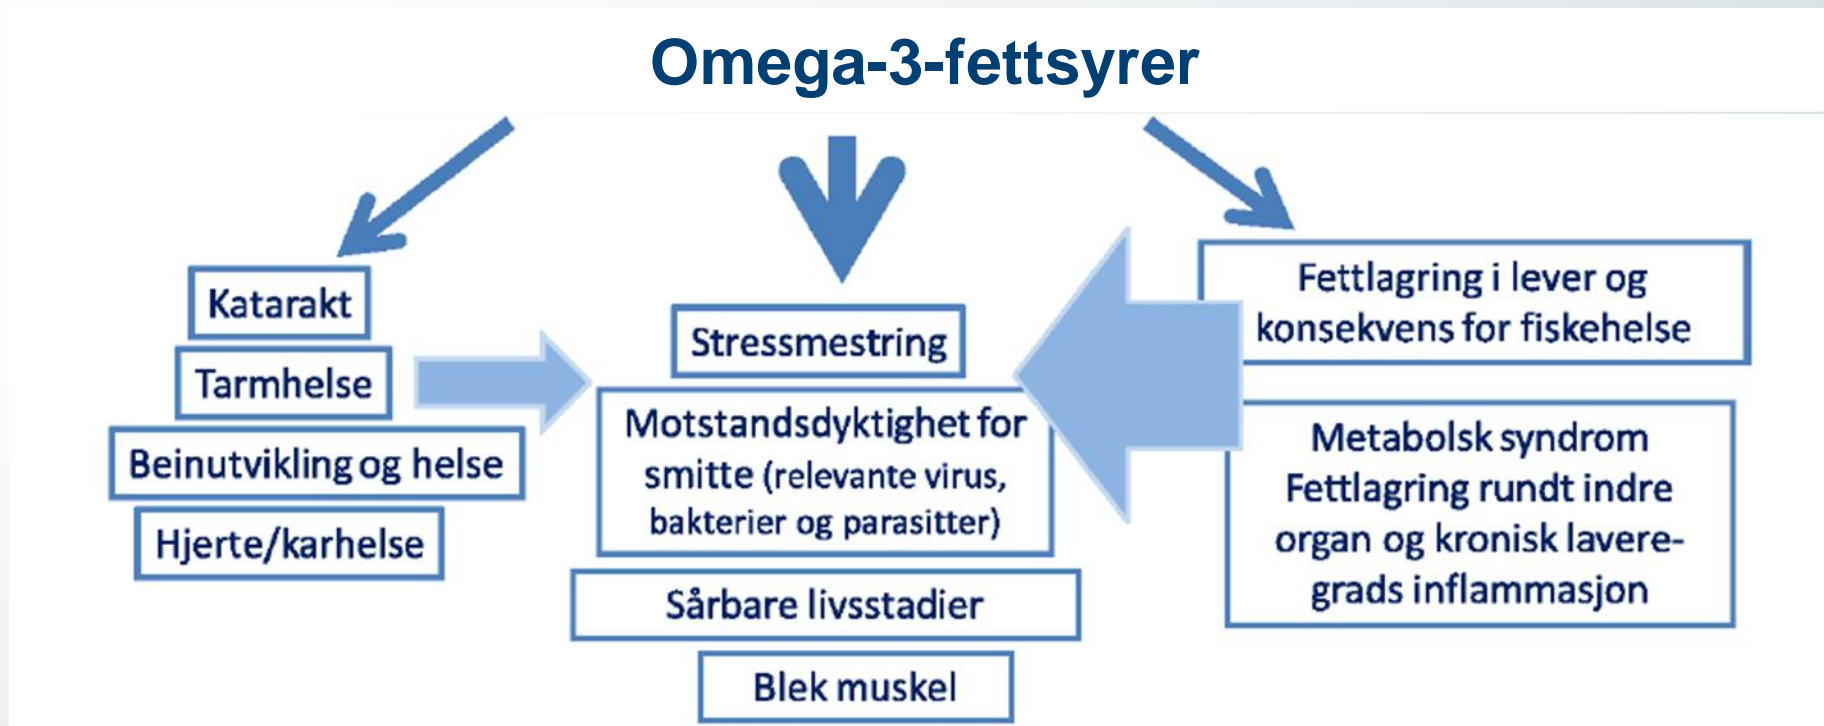 Omega-3-fettsyrer
Katarakt
Tarmhelse
Beinutvikling og helse
Hjerte/karhelse
Stressmestring
Motstandsdyktighet for
smitte (relevante virus,
bakterier og parasitter)
Sårbare livsstadier
Blek muskel
Fettlagring i lever og
konsekvens for fiskehelse
Metabolsk syndrom
Fettlagring rundt indre
organ og kronisk lavere-
grads inflammasjon